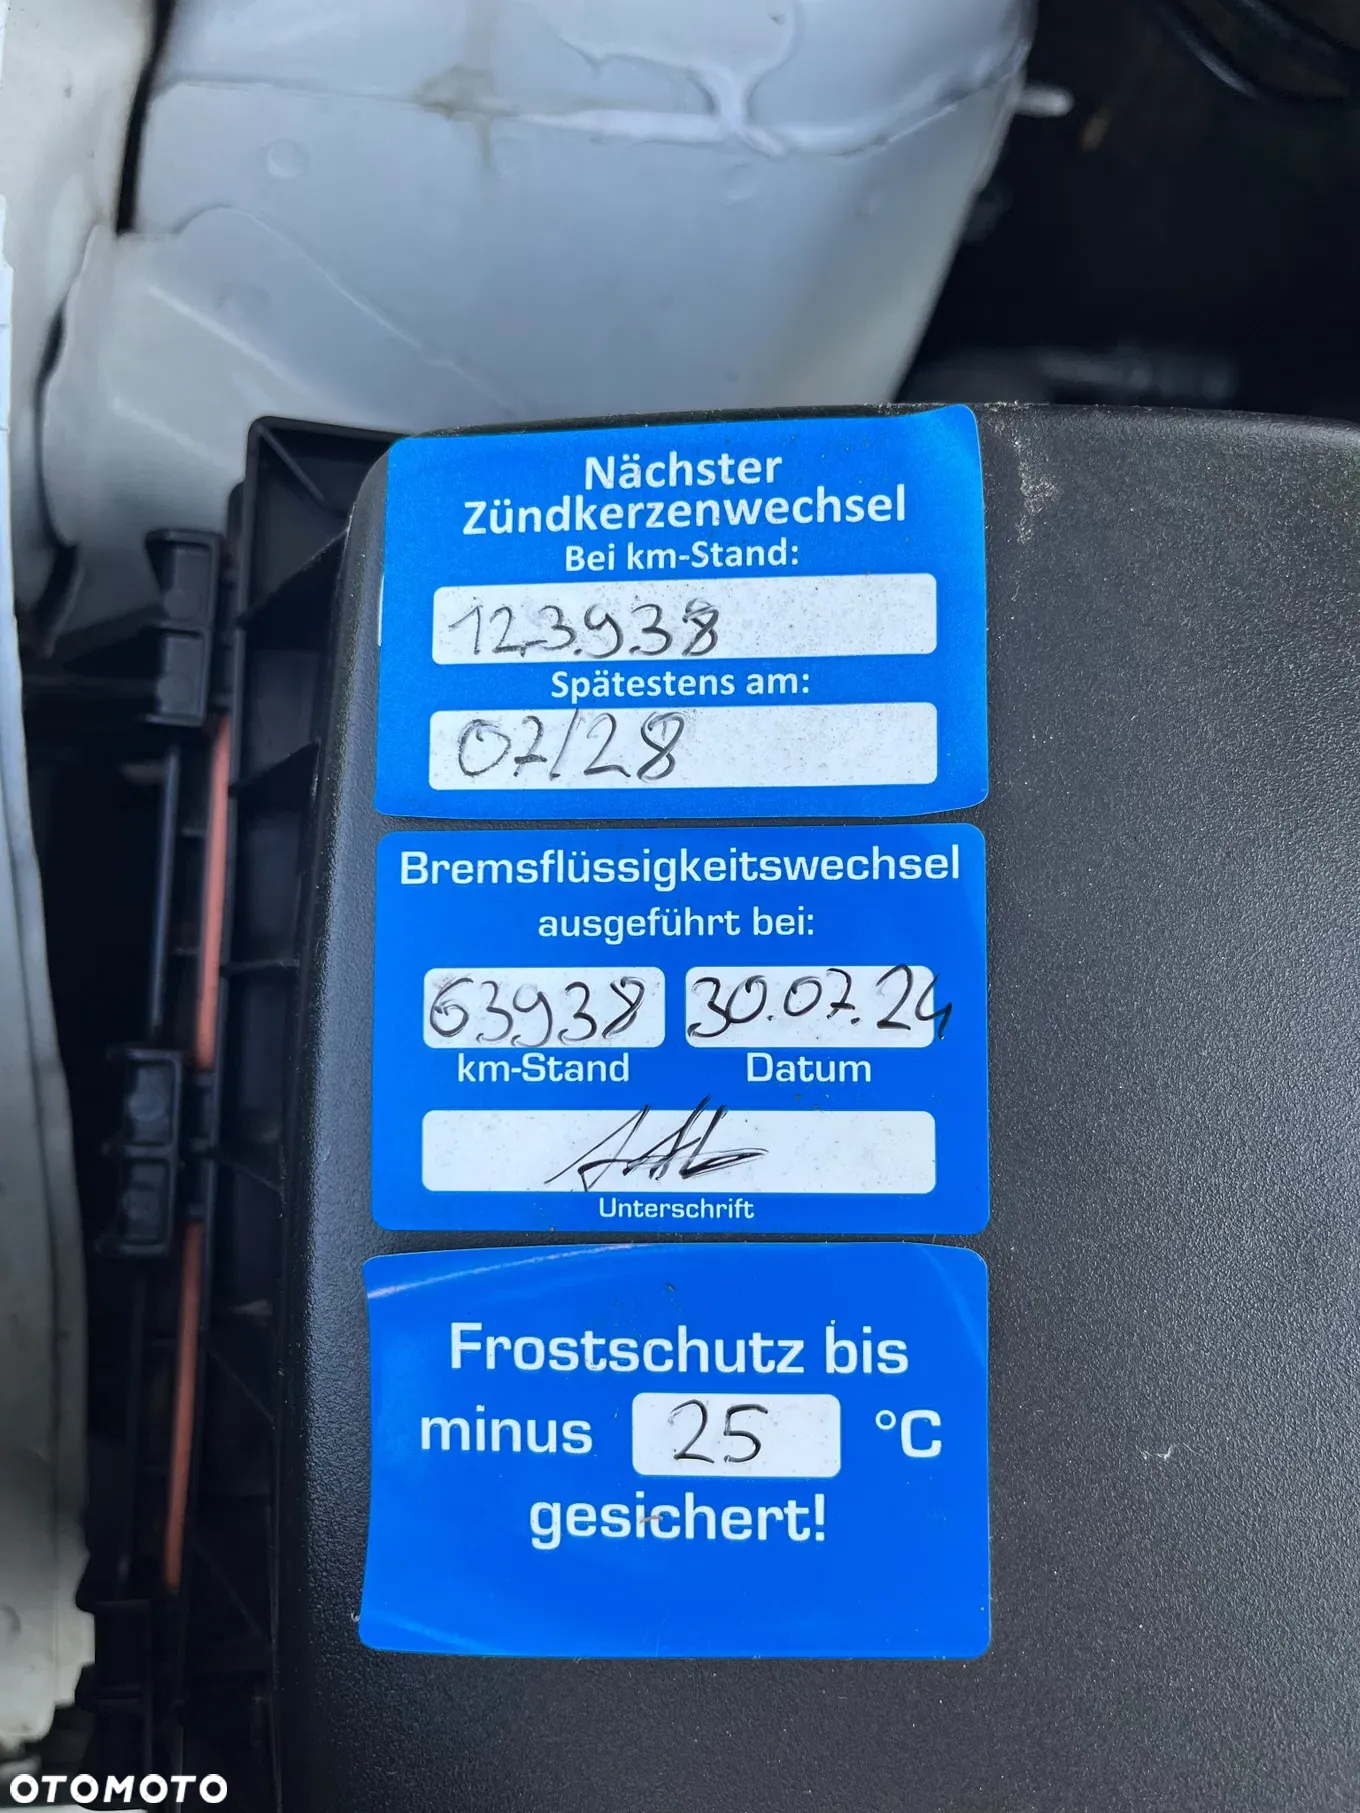 Nächster
Zündkerzenwechsel
Bei km-Stand:
123.938
Spätestens am:
07/28
Bremsflüssigkeitswechsel
ausgeführt bei:
63938 30.07.24
km-Stand Datum
Unterschrift
Frostschutz bis
minus 25 °C
gesichert!
OTOMOTO